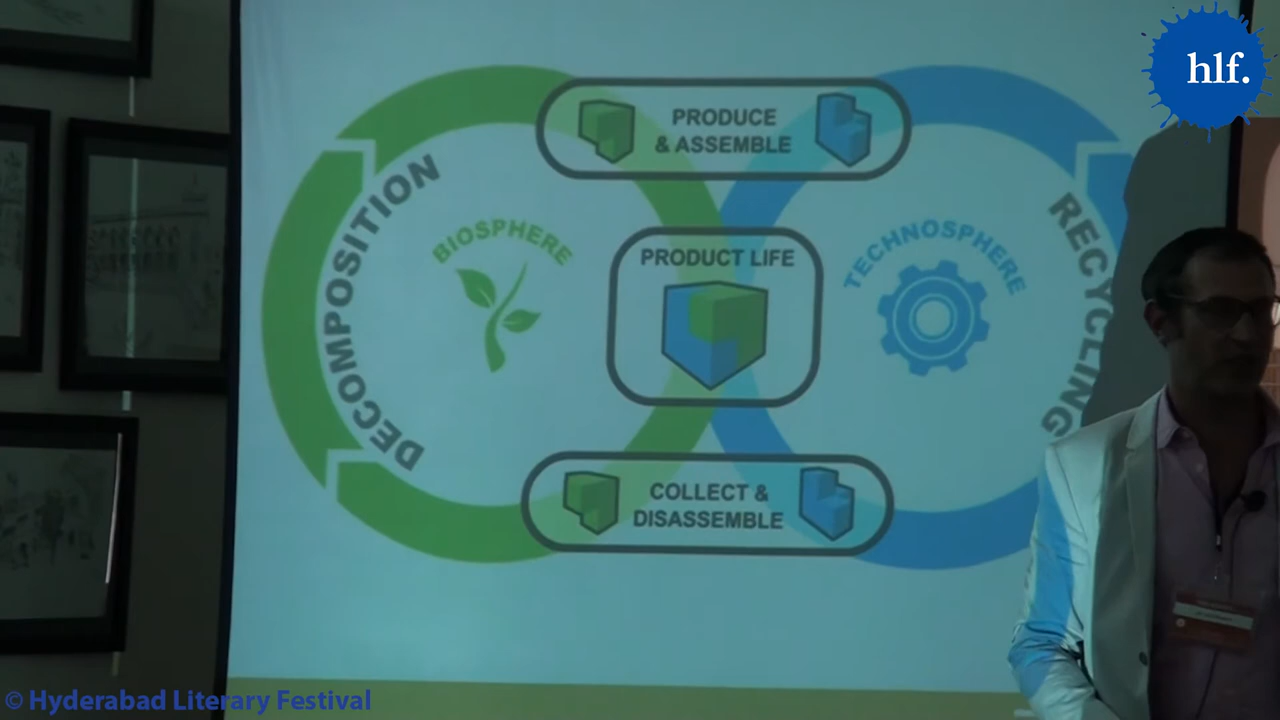 hlf.
PRODUCE
& ASSEMBLE
DECOMPOSITION
BIOSPHERE
PRODUCT LIFE
TECHNOSPHERE
RECYCLING
COLLECT &
DISASSEMBLE
© Hyderabad Literary Festival